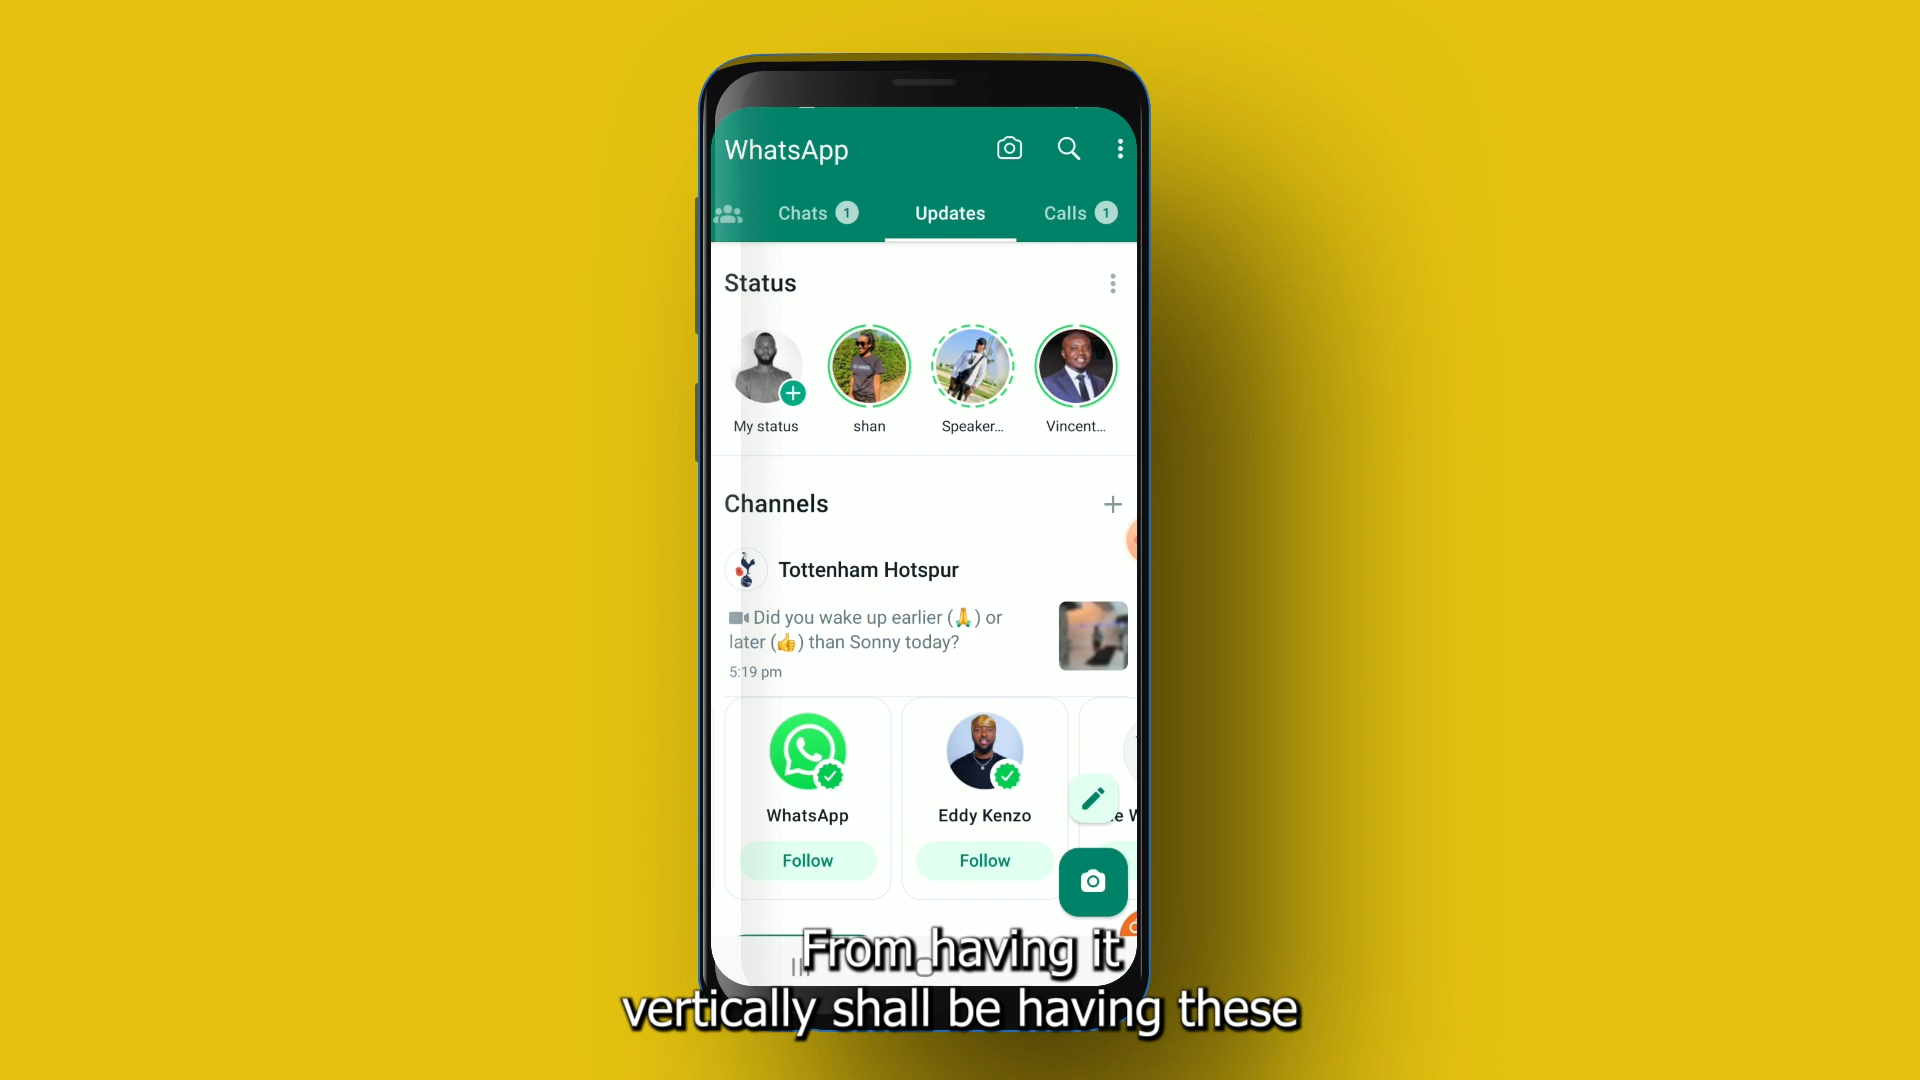 WhatsApp
Chats 1
Updates
Calls 1
Status
My status
shan
Speaker...
Vincent...
Channels
Tottenham Hotspur
Did you wake up earlier (🙏) or
later (👍) than Sonny today?
5:19 pm
WhatsApp
Eddy Kenzo
e W
Follow
Follow
From having it
vertically shall be having these